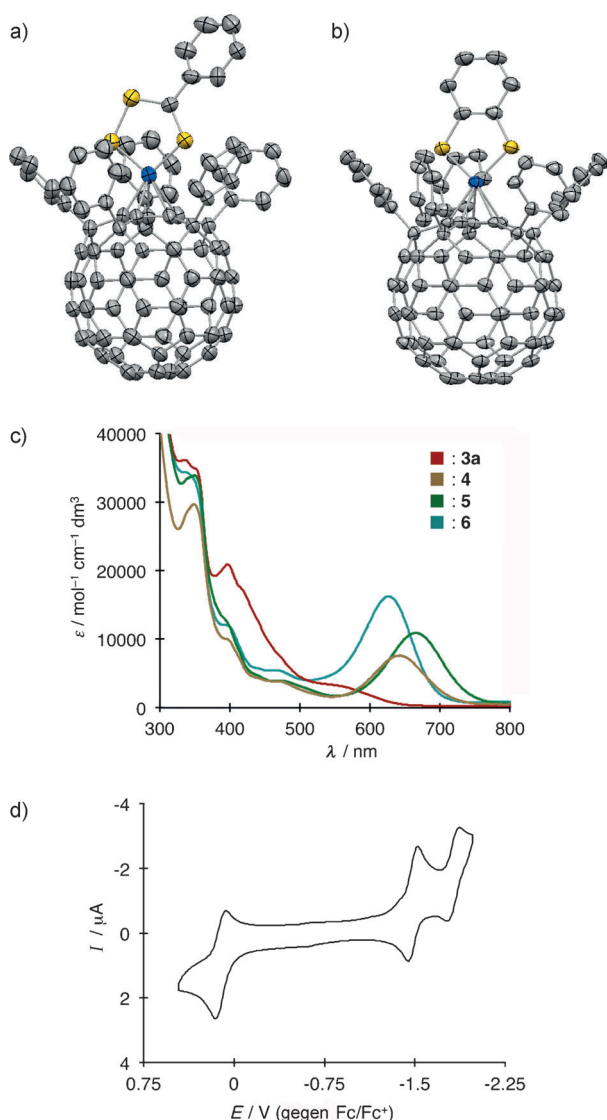 a)
b)
c)
40000
30000
20000
10000
0
ε / mol⁻¹ cm⁻¹ dm³
: 3a
: 4
: 5
: 6
300 400 500 600 700 800
λ / nm
d)
-4
-2
0
2
4
I / μA
0.75 0 -0.75 -1.5 -2.25
E / V (gegen Fc/Fc⁺)